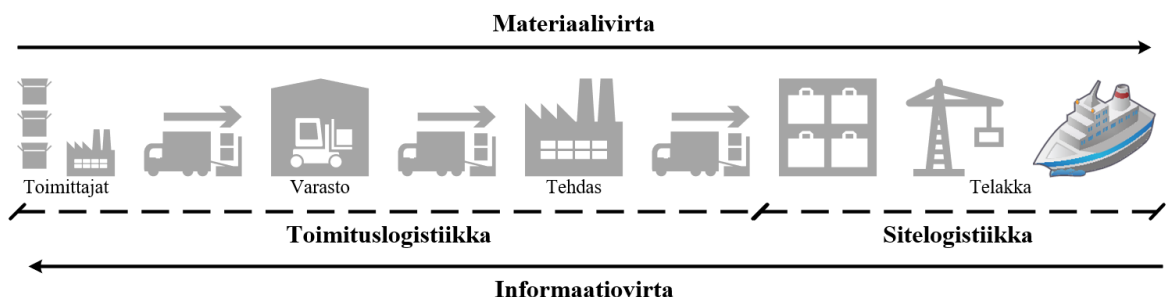 Materiaalivirta
Toimittajat Varasto Tehdas Telakka
Toimituslogistiikka Sitelogistiikka
Informaatiovirta